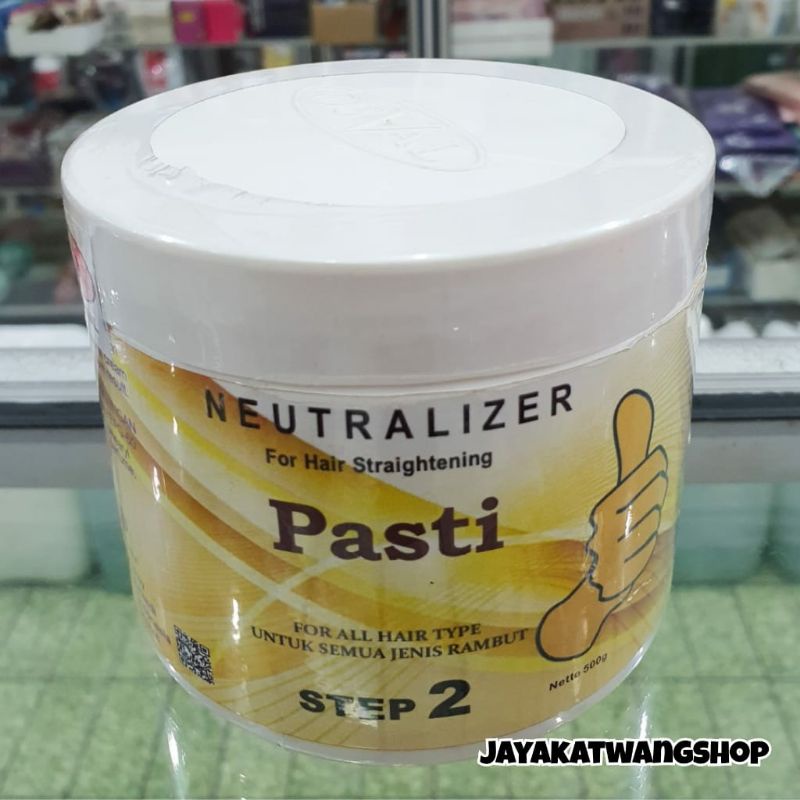 NEUTRALIZER
For Hair Straightening
Pasti
FOR ALL HAIR TYPE
UNTUK SEMUA JENIS RAMBUT
Netto 500g
STEP 2
JAYAKATWANGSHOP